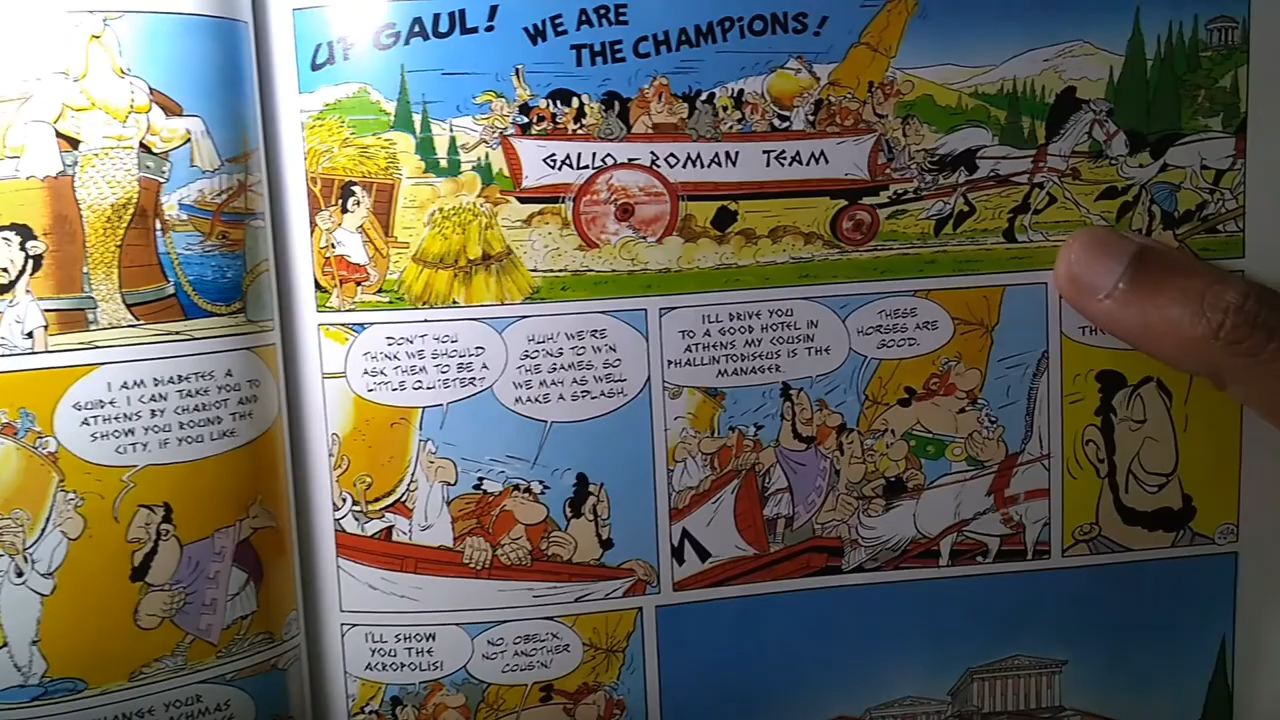 I AM DIABETES, A
GUIDE. I CAN TAKE YOU TO
ATHENS BY CHARIOT AND
SHOW YOU ROUND THE
CITY, IF YOU LIKE.
CHANGE YOUR
UP GAUL!
WE ARE
THE CHAMPIONS!
GALLO-ROMAN TEAM
DON'T YOU
THINK WE SHOULD
ASK THEM TO BE A
LITTLE QUIETER?
HUH! WE'RE
GOING TO WIN
THE GAMES, SO
WE MAY AS WELL
MAKE A SPLASH.
I'LL DRIVE YOU
TO A GOOD HOTEL IN
ATHENS. MY COUSIN
PHALLINTODISEUS IS THE
MANAGER.
THESE
HORSES ARE
GOOD.
M
I'LL SHOW
YOU THE
ACROPOLIS!
NO, OBELIX,
NOT ANOTHER
COUSIN!